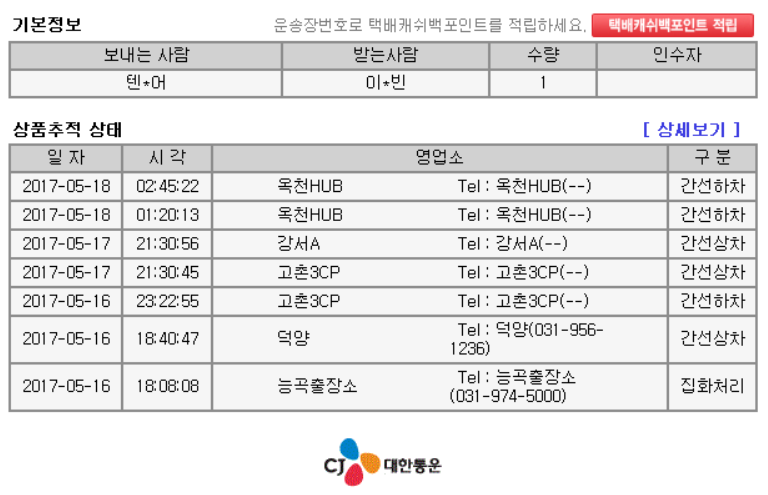 기본정보 운송장번호로 택배캐쉬백포인트를 적립하세요. 택배캐쉬백포인트 적립
보내는 사람 받는사람 수량 인수자
텐*어 이*빈 1
상품추적 상태 [ 상세보기 ]
일 자 시 각 영업소 구 분
2017-05-18 02:45:22 옥천HUB Tel : 옥천HUB(--) 간선하차
2017-05-18 01:20:13 옥천HUB Tel : 옥천HUB(--) 간선하차
2017-05-17 21:30:56 강서A Tel : 강서A(--) 간선상차
2017-05-17 21:30:45 고촌3CP Tel : 고촌3CP(--) 간선상차
2017-05-16 23:22:55 고촌3CP Tel : 고촌3CP(--) 간선하차
2017-05-16 18:40:47 덕양 Tel : 덕양(031-956-
1236) 간선상차
2017-05-16 18:08:08 능곡출장소 Tel : 능곡출장소
(031-974-5000) 집화처리
CJ 대한통운